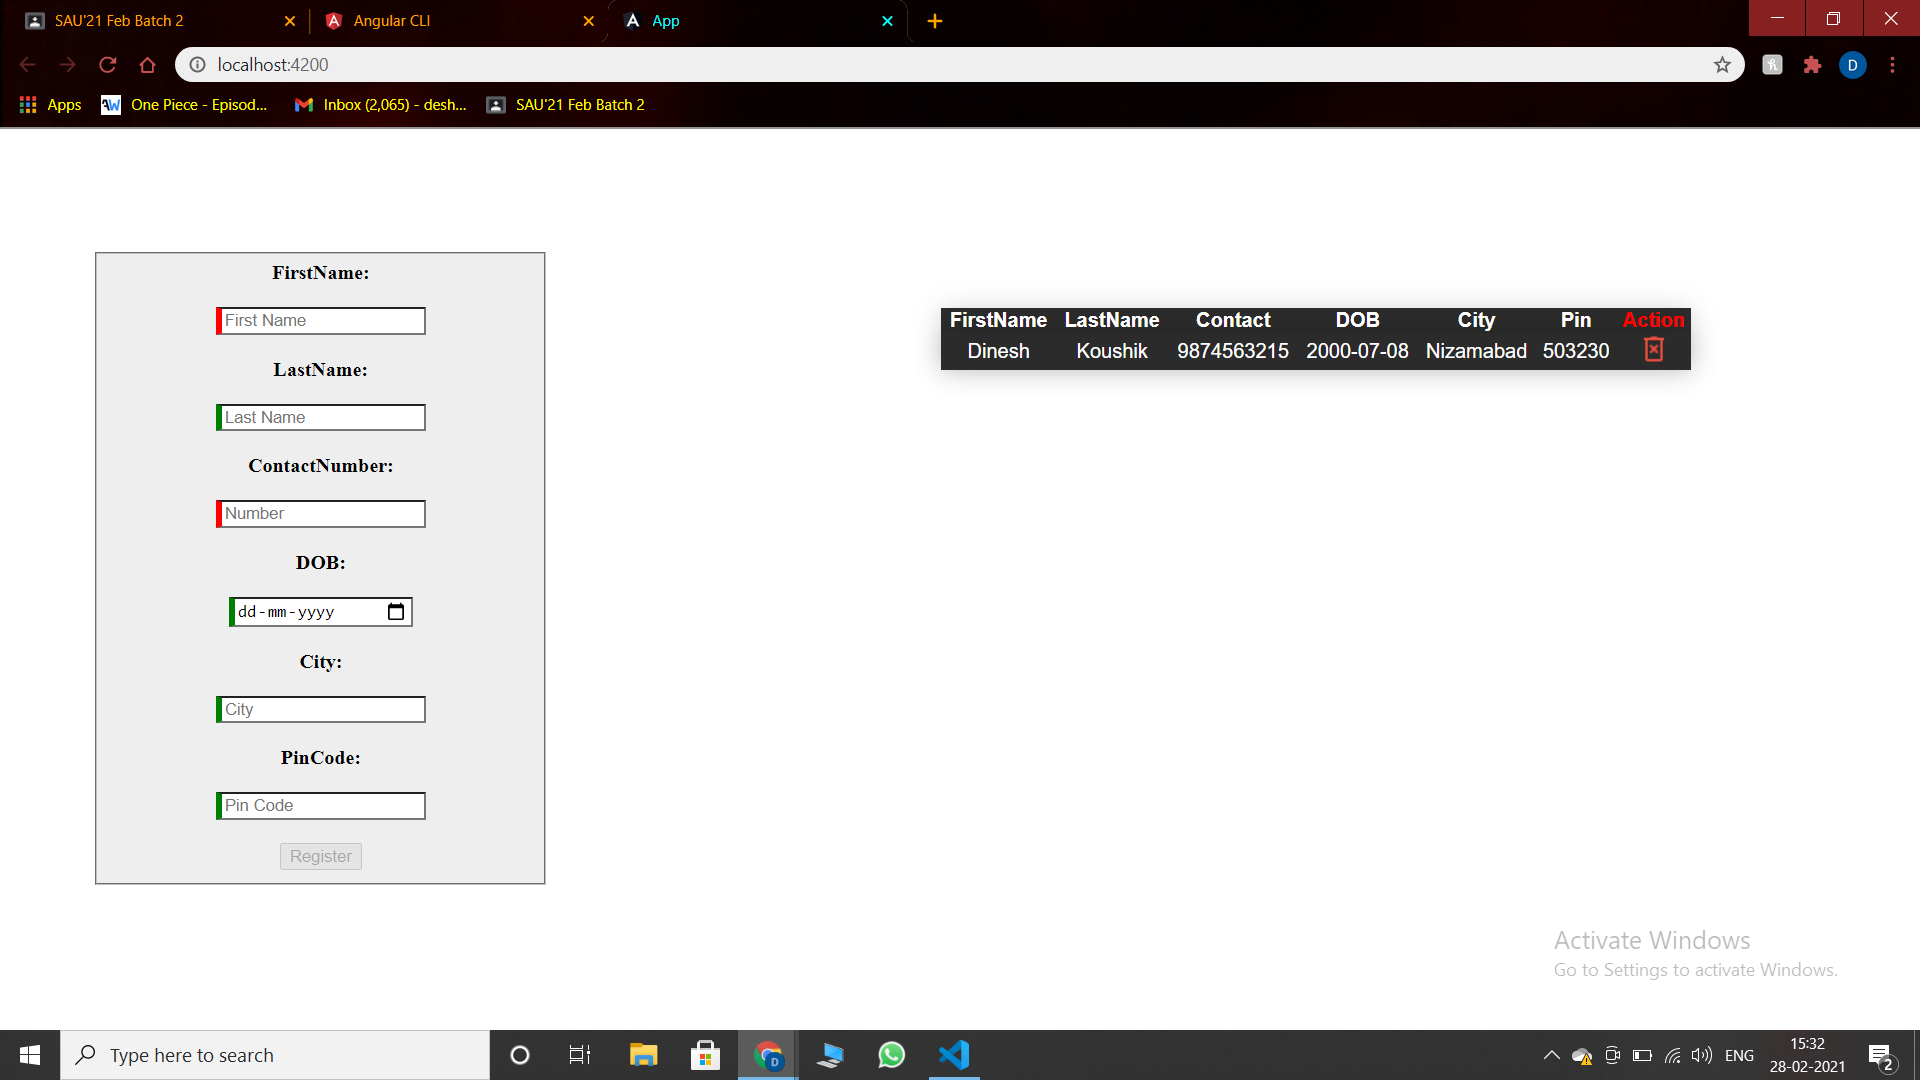 SAU'21 Feb Batch 2
Angular CLI
App
localhost:4200
D
Apps
One Piece - Episod...
Inbox (2,065) - desh...
SAU'21 Feb Batch 2
FirstName:
First Name
LastName:
Last Name
ContactNumber:
Number
DOB:
dd-mm-yyyy
City:
City
PinCode:
Pin Code
Register
FirstName LastName Contact DOB City Pin Action
Dinesh Koushik 9874563215 2000-07-08 Nizamabad 503230
Activate Windows
Go to Settings to activate Windows.
Type here to search
D
ENG
15:32
28-02-2021
2